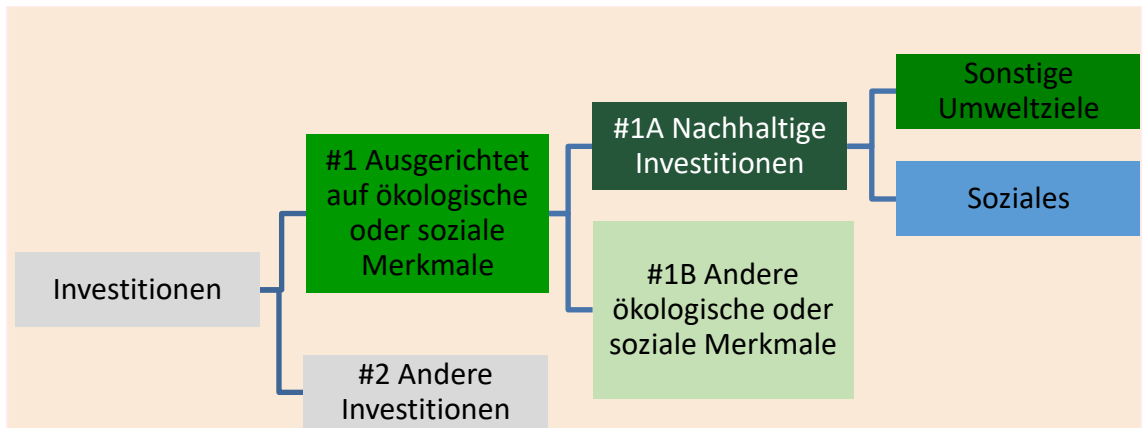 Investitionen
#1 Ausgerichtet
auf ökologische
oder soziale
Merkmale
#2 Andere
Investitionen
#1A Nachhaltige
Investitionen
#1B Andere
ökologische oder
soziale Merkmale
Sonstige
Umweltziele
Soziales